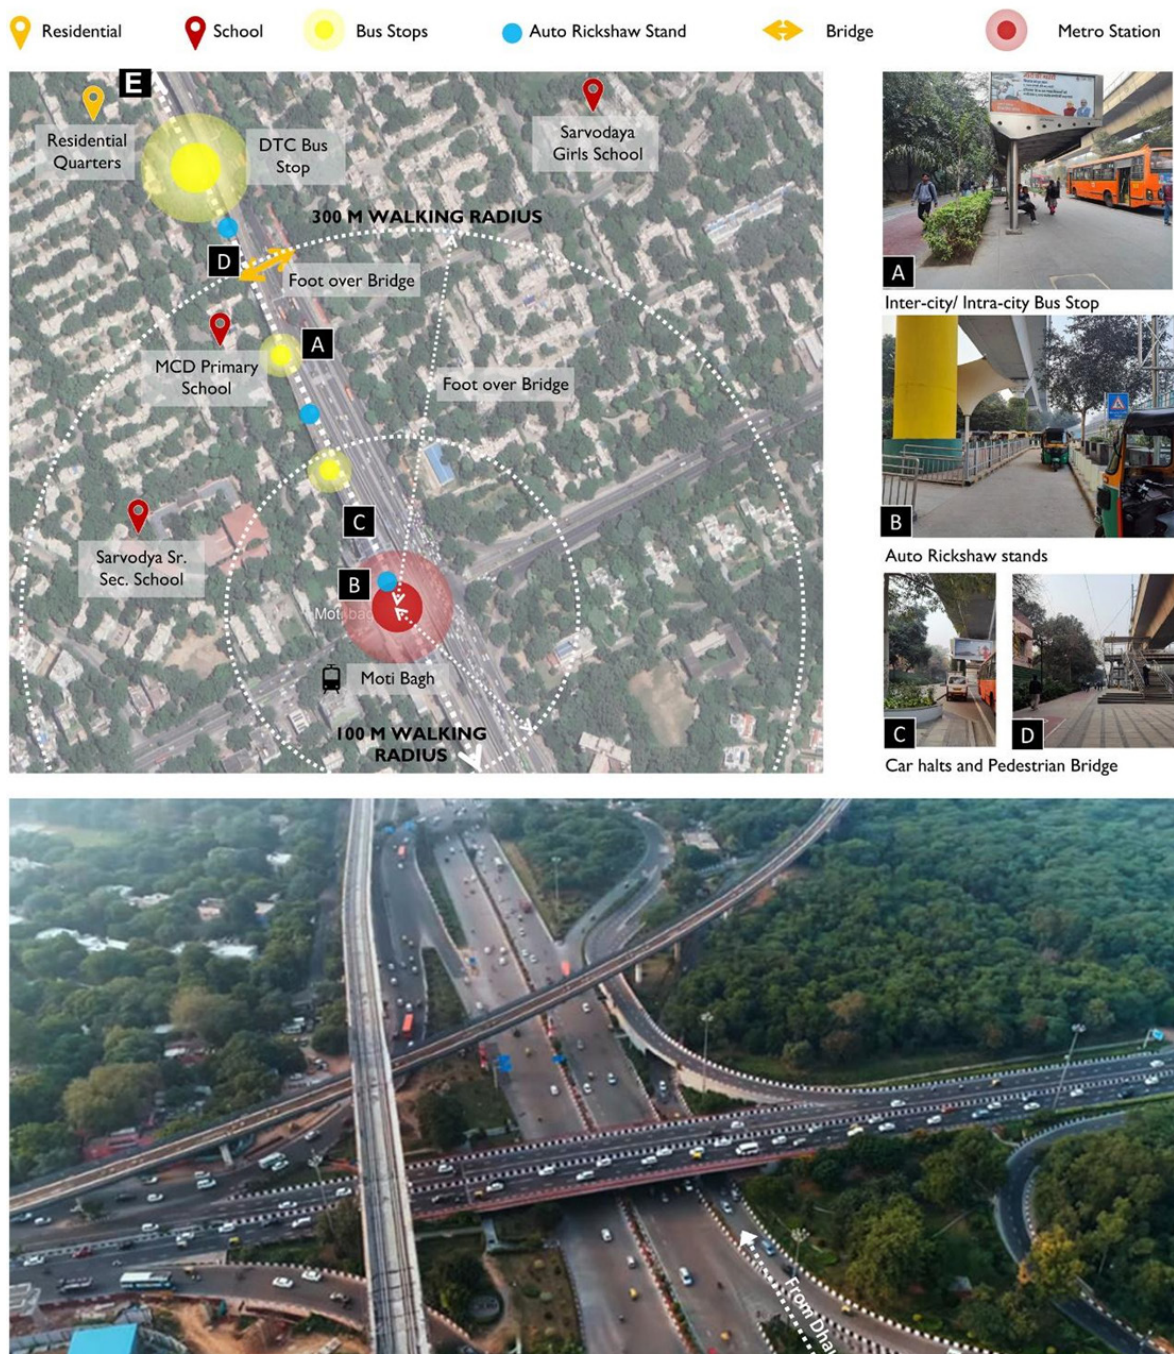 Residential
School
Bus Stops
Auto Rickshaw Stand
Bridge
Metro Station
E
Residential
Quarters
DTC Bus
Stop
Sarvodaya
Girls School
300 M WALKING RADIUS
D
Foot over Bridge
A
MCD Primary
School
Foot over Bridge
C
Sarvodya Sr.
Sec. School
B
Moti Bagh
100 M WALKING
RADIUS
A
Inter-city/ Intra-city Bus Stop
B
Auto Rickshaw stands
C
D
Car halts and Pedestrian Bridge
From Dhau